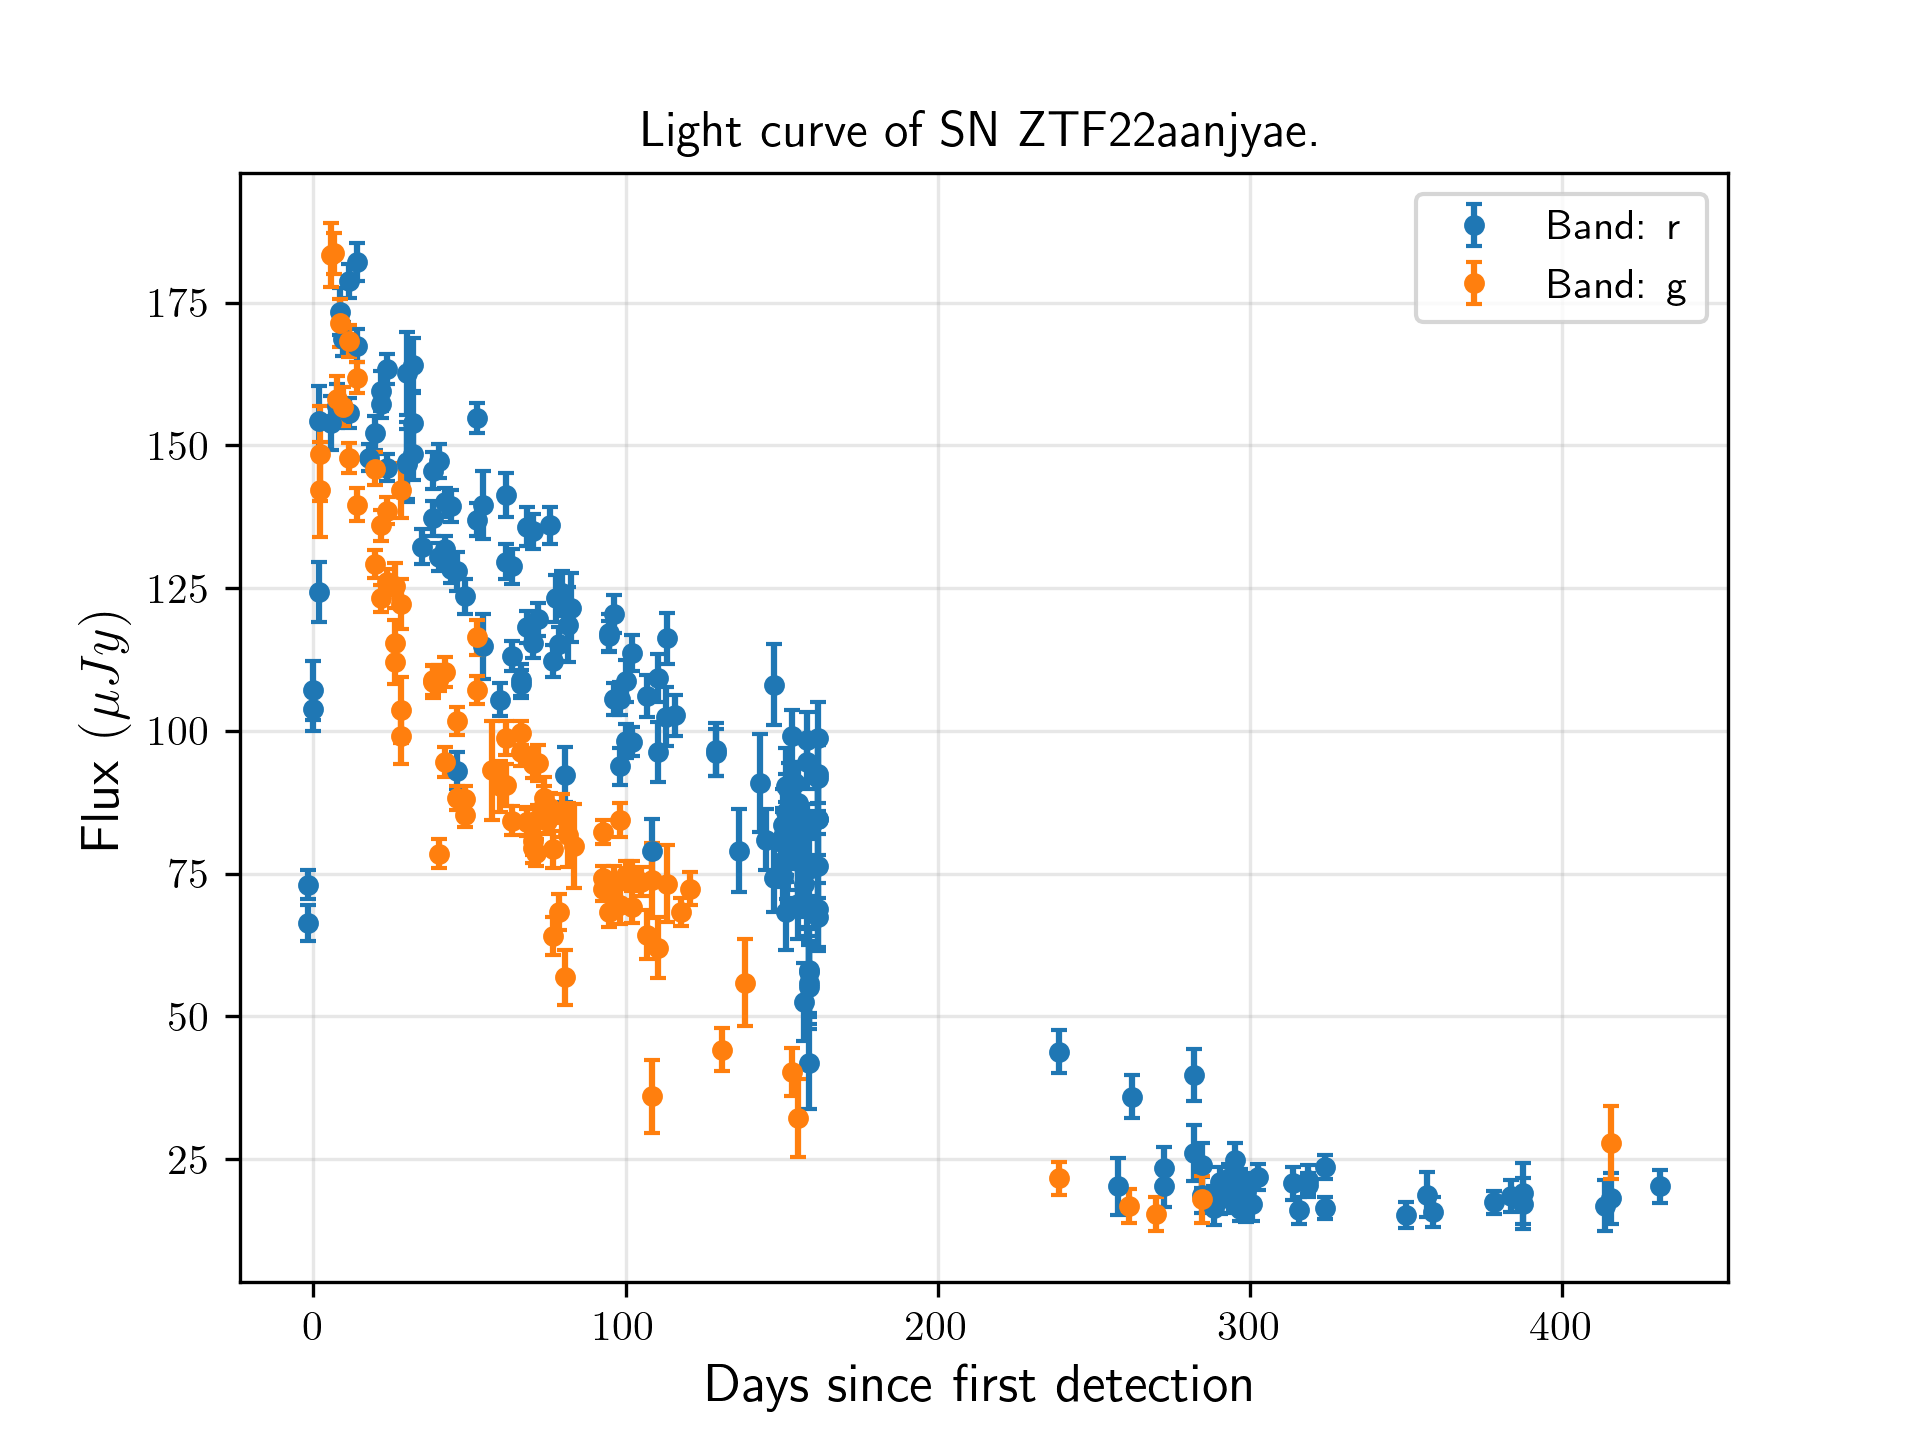 Light curve of SN ZTF22aanjyae.
Band: r
Band: g
Flux (μJy)
175
150
125
100
75
50
25
0 100 200 300 400
Days since first detection